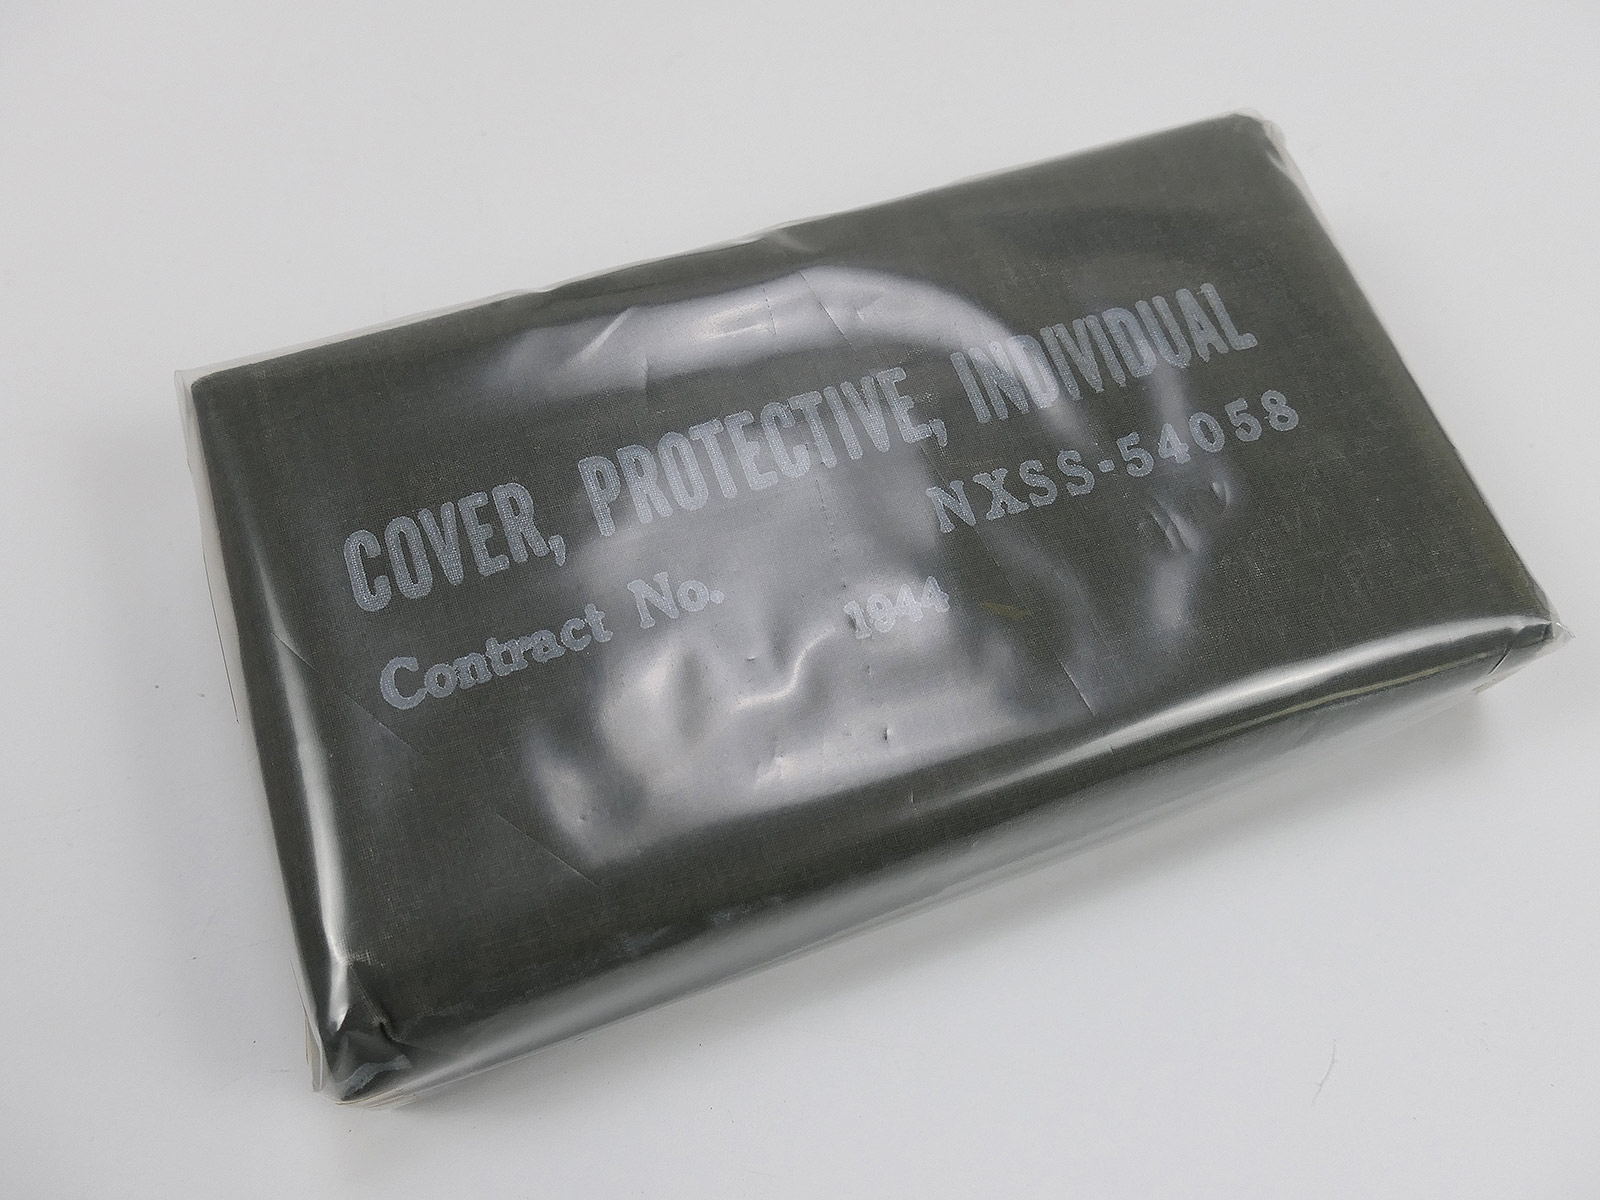 COVER, PROTECTIVE, INDIVIDUAL
Contract No. NXSS-54058
1944